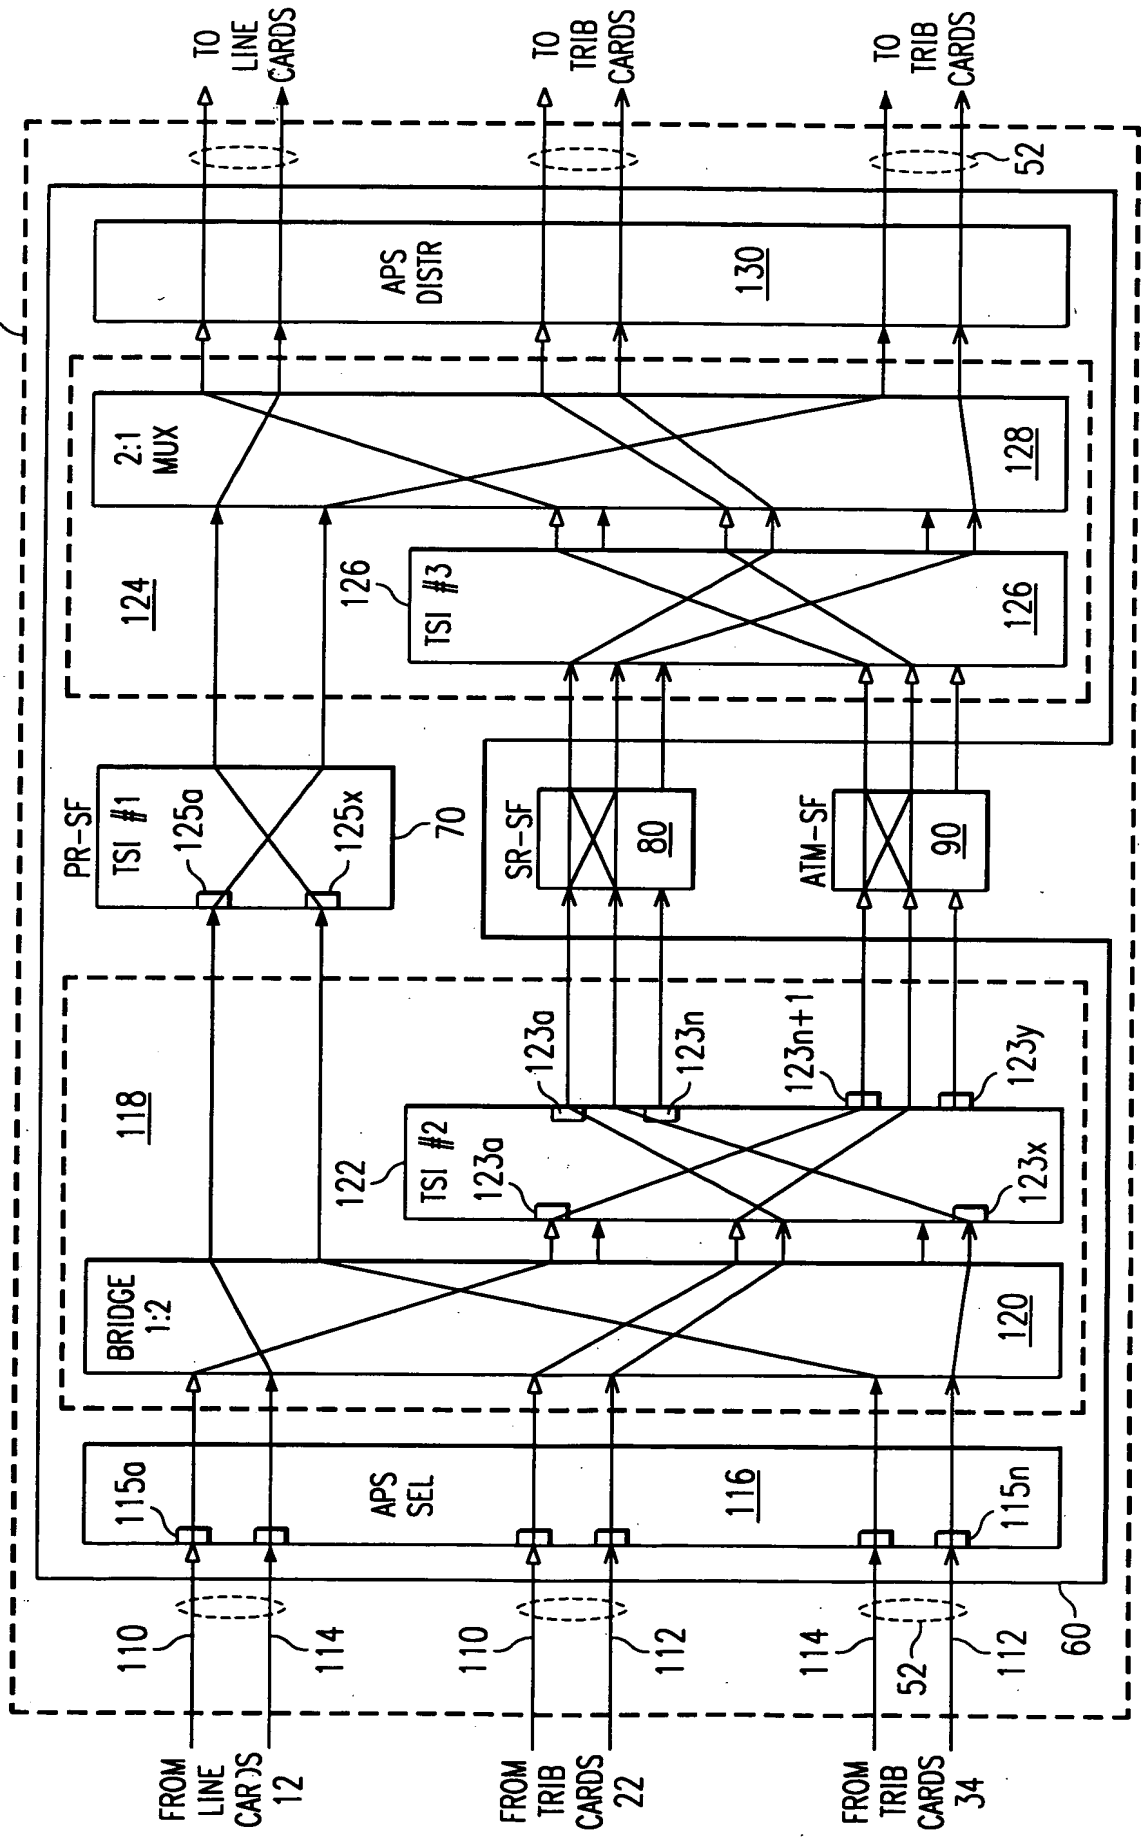 FROM
LINE
CARDS
12
110
114
FROM
TRIB
CARDS
22
110
112
FROM
TRIB
CARDS
34
114
52
112
60
115a
APS
SEL
116
115n
118
BRIDGE
1:2
120
122
TSI #2
123a
123x
123a
123n
123n+1
123y
PR-SF
TSI #1
125a
125x
70
SR-SF
80
ATM-SF
90
124
126
TSI #3
126
2:1
MUX
128
APS
DISTR
130
52
TO
LINE
CARDS
TO
TRIB
CARDS
TO
TRIB
CARDS